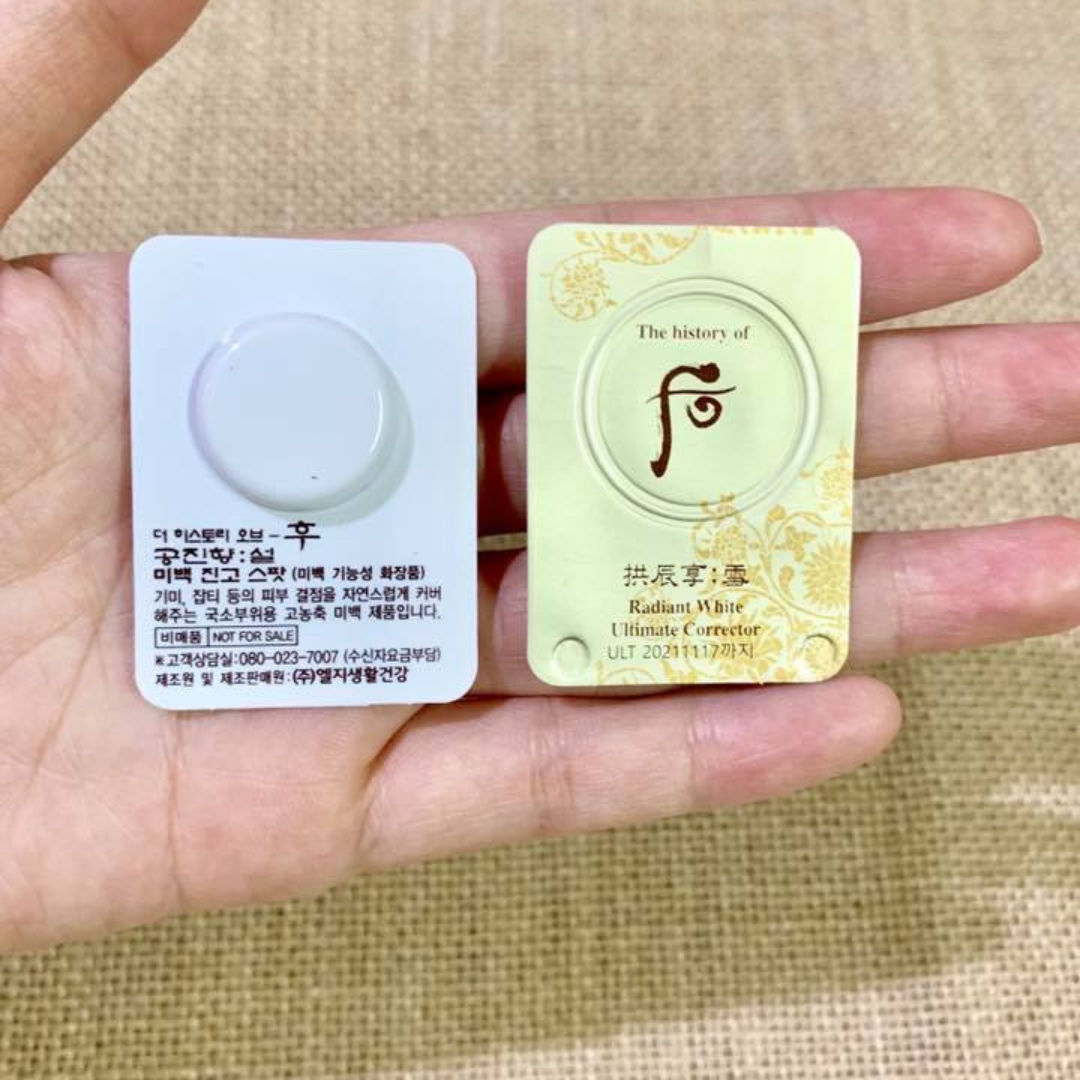 더 히스토리 오브 - 후
공진향:설
미백 진고 스팟 (미백 기능성 화장품)
기미, 잡티 등의 피부 결점을 자연스럽게 커버
해주는 국소부위용 고농축 미백 제품입니다.
비매품 NOT FOR SALE
※고객상담실:080-023-7007 (수신자요금부담)
제조원 및 제조판매원:(주)엘지생활건강
The history of
后
拱辰享:雪
Radiant White
Ultimate Corrector
ULT 20211117까지